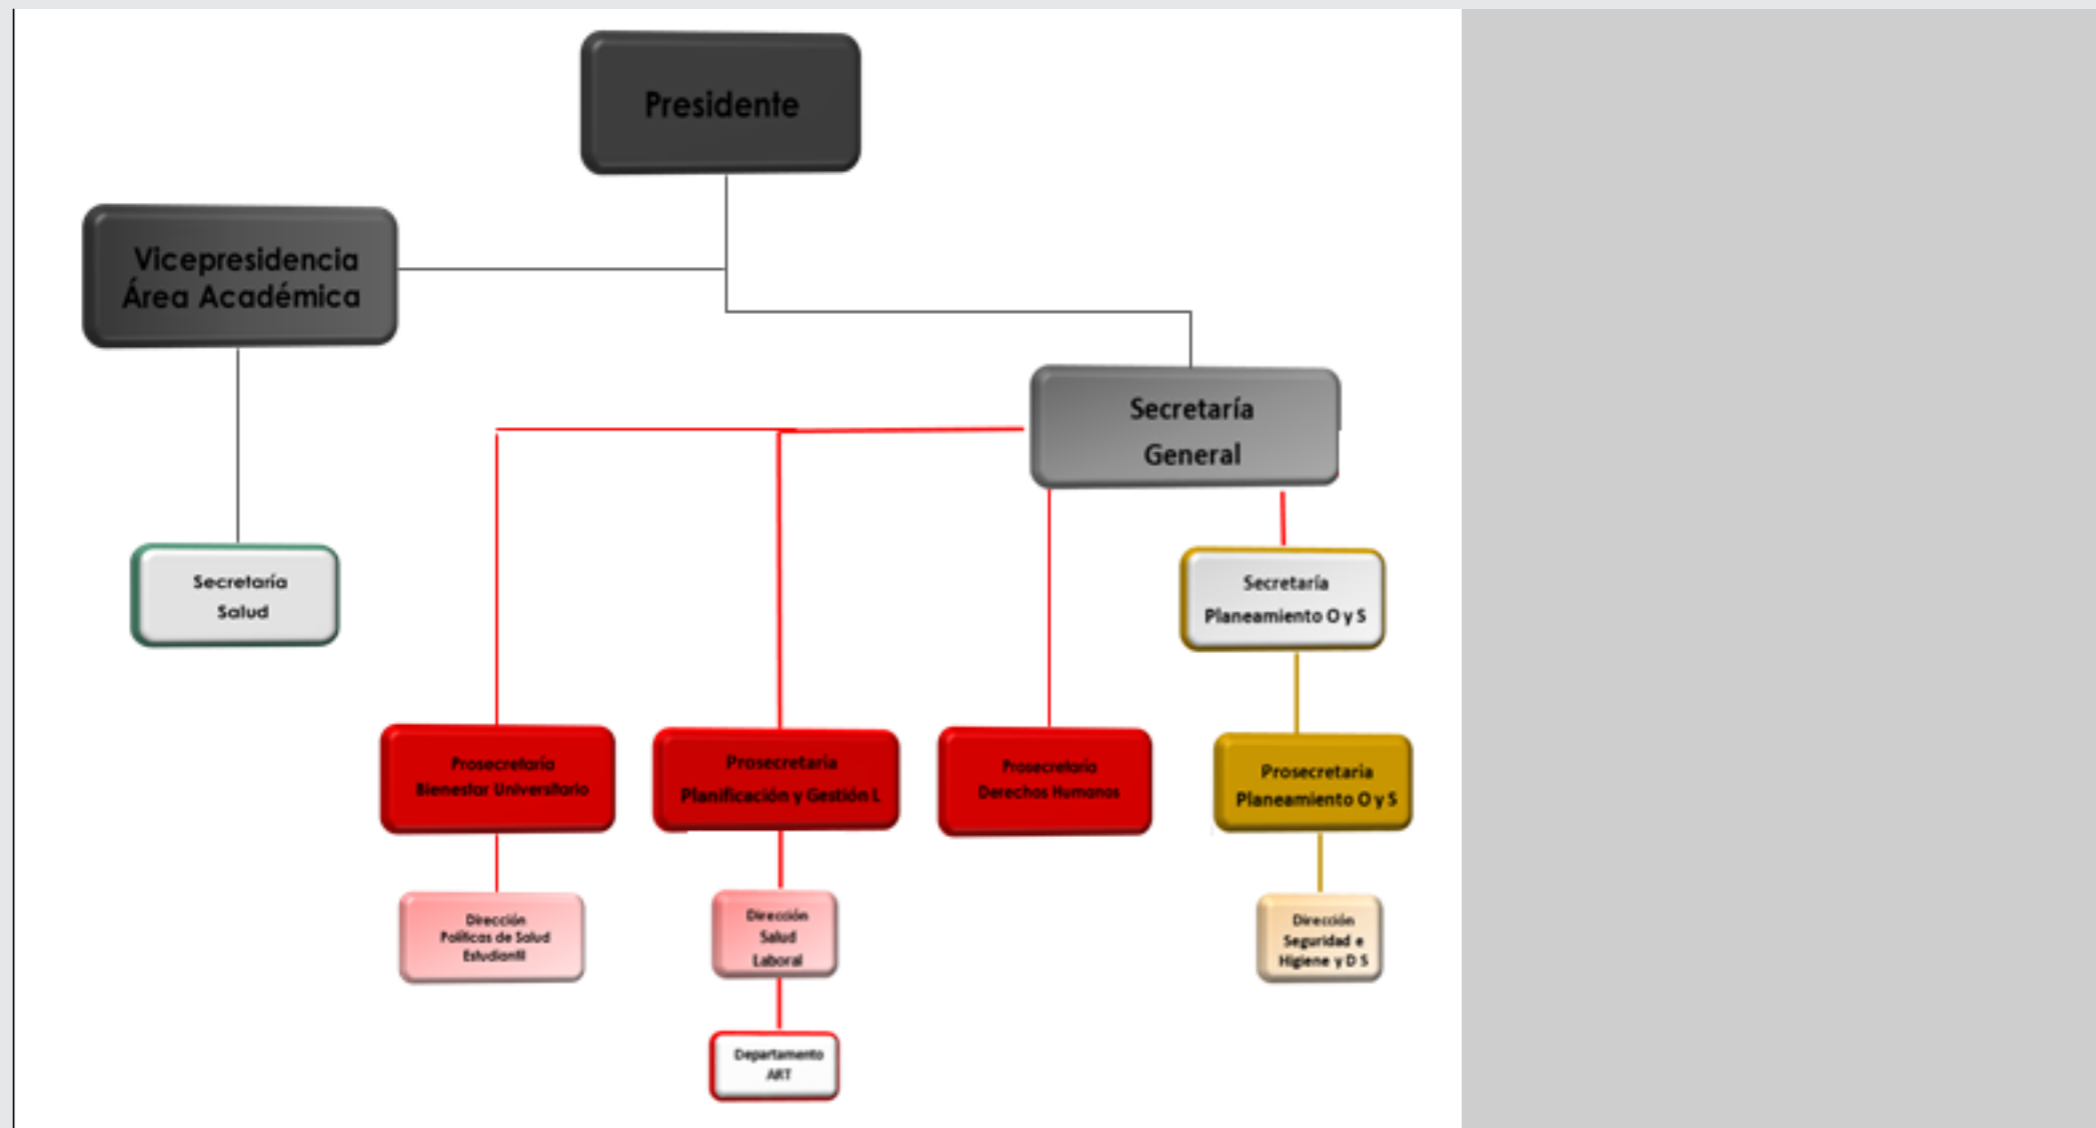 Presidente
Vicepresidencia
Área Académica
Secretaría
General
Secretaría
Salud
Secretaría
Planeamiento O y S
Prosecretaría
Bienestar Universitario
Prosecretaria
Planificación y Gestión L
Prosecretaría
Derechos Humanos
Prosecretaria
Planeamiento O y S
Dirección
Políticas de Salud
Estudiantil
Dirección
Salud
Laboral
Dirección
Seguridad e
Higiene y D S
Departamento
ART